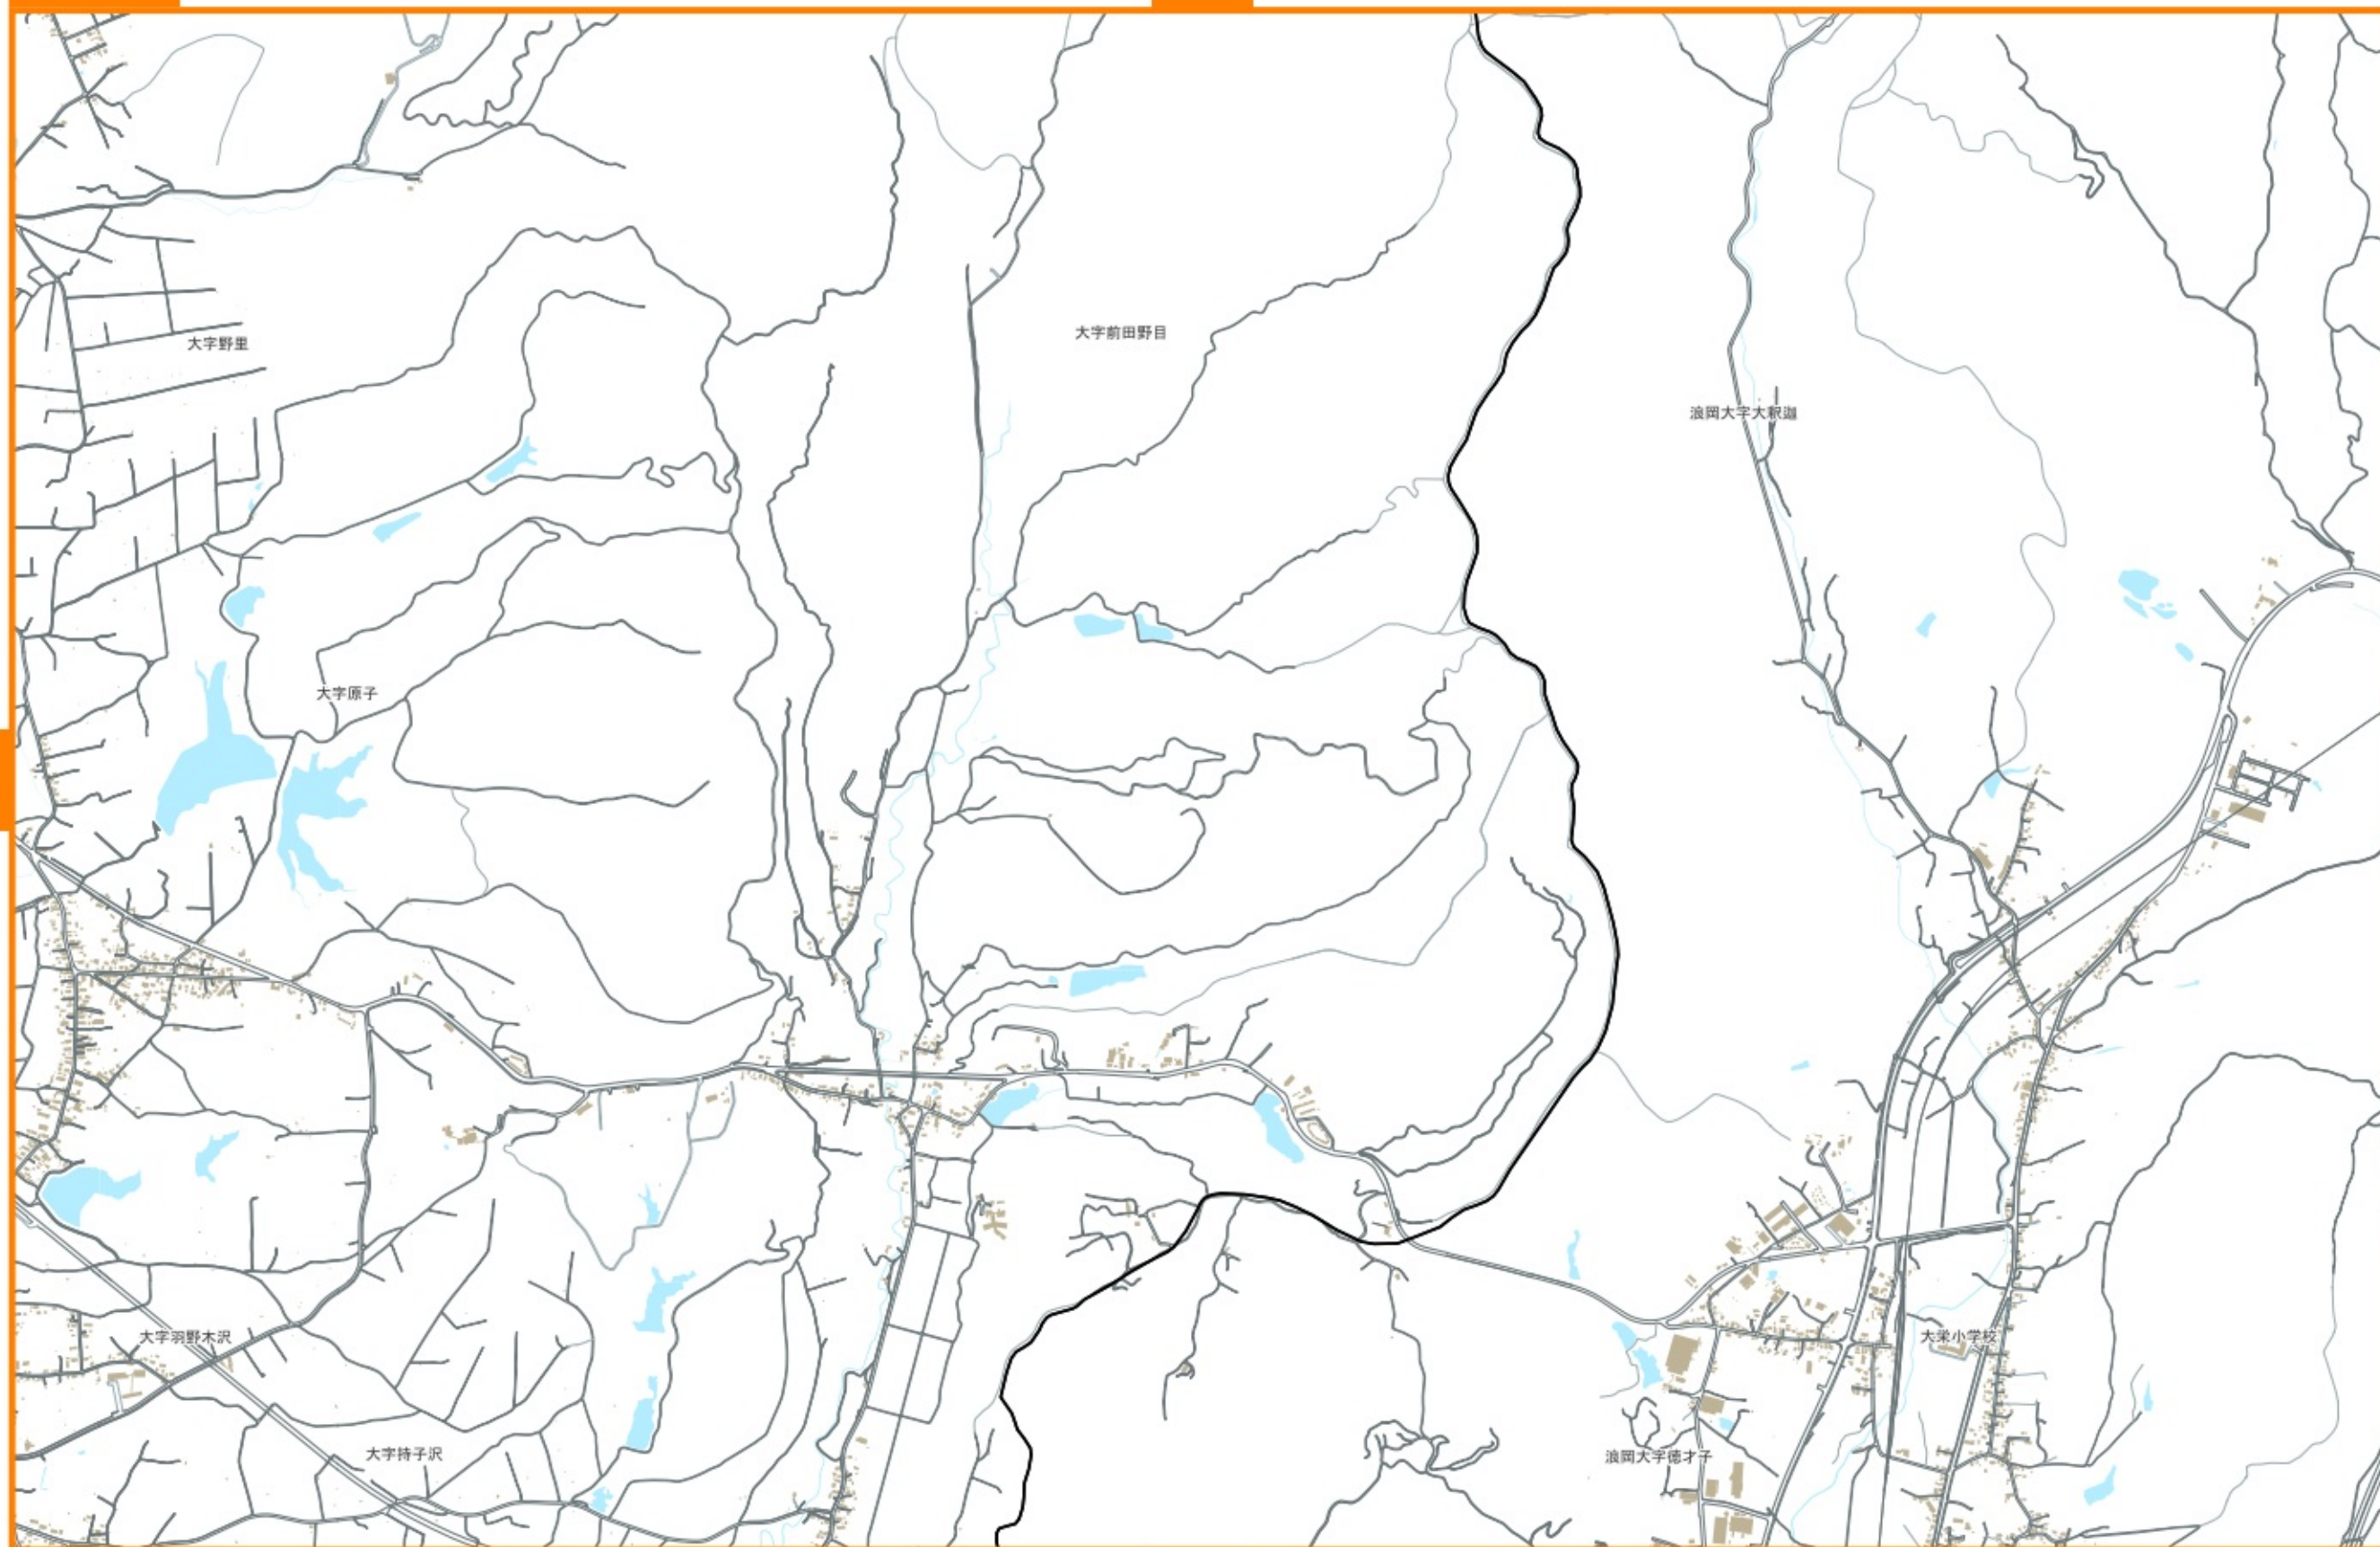 大字前田野目
大字野里
浪岡大字大釈迦
大字原子
大字羽野木沢
大栄小学校
大字持子沢
浪岡大字徳才子